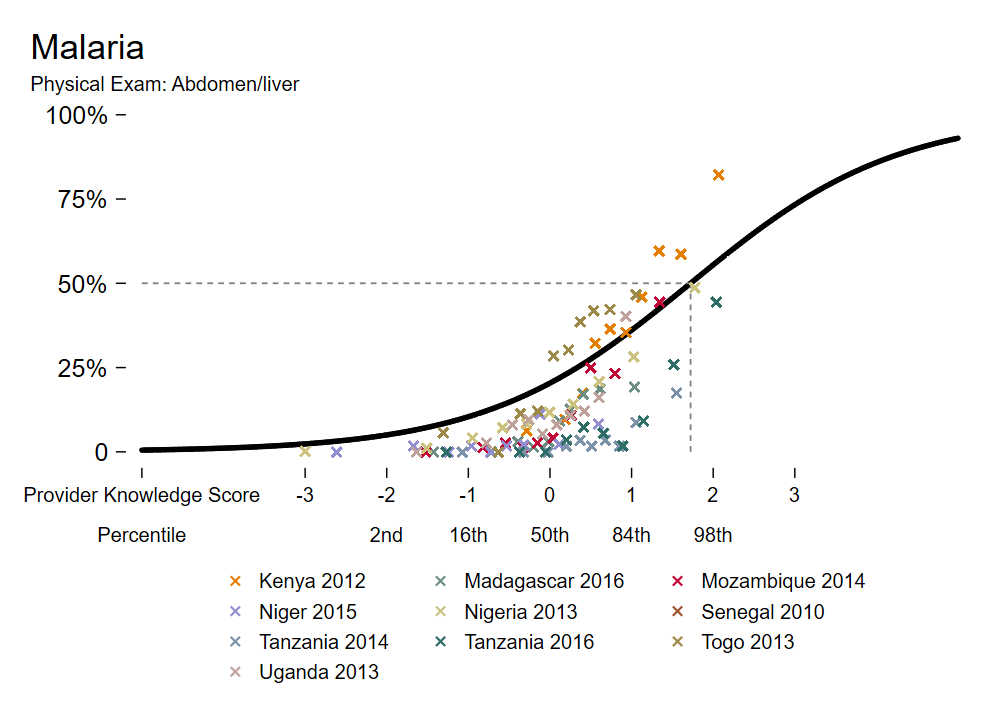 Malaria
Physical Exam: Abdomen/liver
100%
75%
50%
25%
0
Provider Knowledge Score -3 -2 -1 0 1 2 3
Percentile 2nd 16th 50th 84th 98th
Kenya 2012 Madagascar 2016 Mozambique 2014
Niger 2015 Nigeria 2013 Senegal 2010
Tanzania 2014 Tanzania 2016 Togo 2013
Uganda 2013